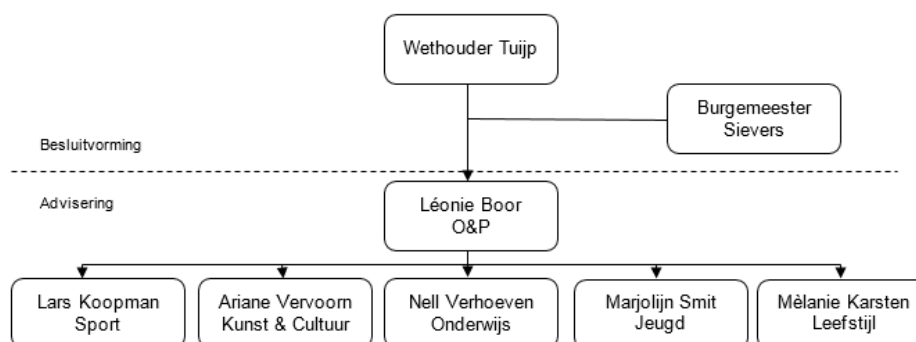 Wethouder Tuijp
Burgemeester
Sievers
Besluitvorming
Advisering
Léonie Boor
O&P
Lars Koopman
Sport
Ariane Vervoorn
Kunst & Cultuur
Nell Verhoeven
Onderwijs
Marjolijn Smit
Jeugd
Mèlanie Karsten
Leefstijl